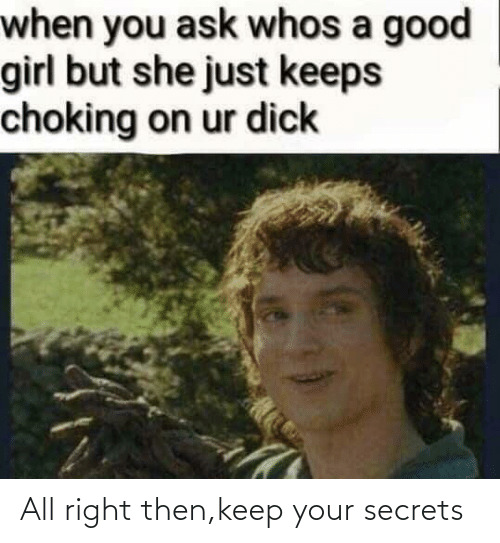 when you ask whos a good
girl but she just keeps
choking on ur dick
All right then,keep your secrets